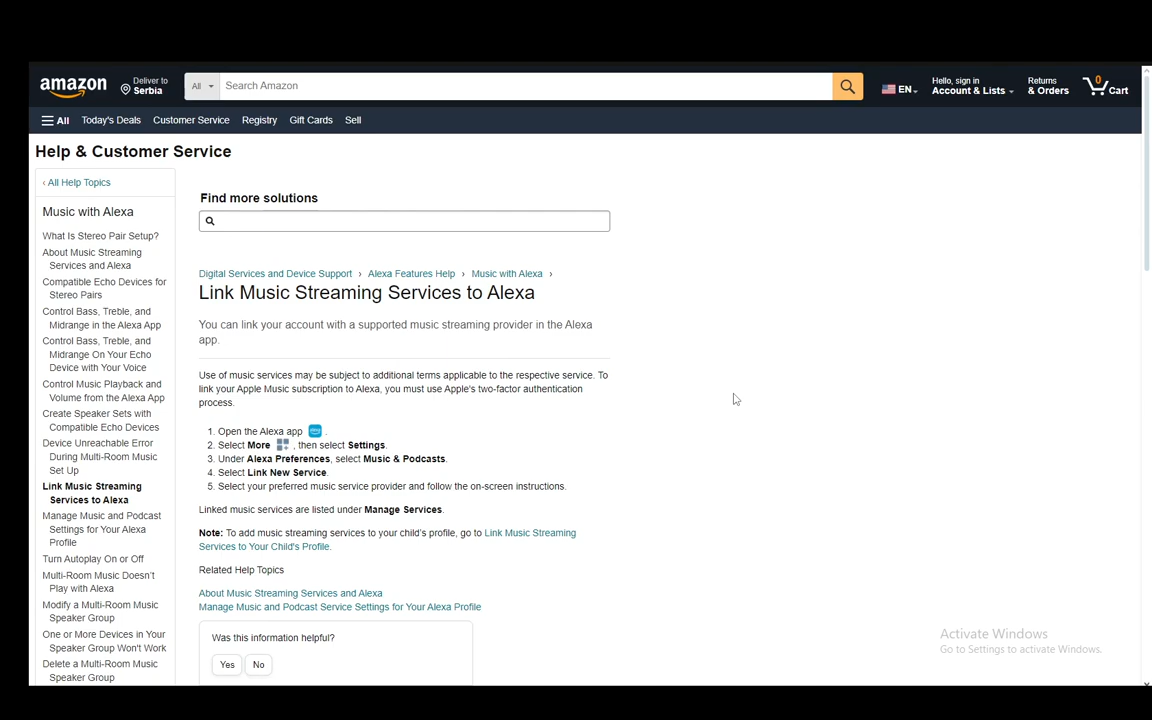 amazon
Deliver to
Serbia
All
Search Amazon
EN
Hello, sign in
Account & Lists
Returns
& Orders
0
Cart
All
Today's Deals
Customer Service
Registry
Gift Cards
Sell
Help & Customer Service
‹ All Help Topics
Music with Alexa
What Is Stereo Pair Setup?
About Music Streaming
Services and Alexa
Compatible Echo Devices for
Stereo Pairs
Control Bass, Treble, and
Midrange in the Alexa App
Control Bass, Treble, and
Midrange On Your Echo
Device with Your Voice
Control Music Playback and
Volume from the Alexa App
Create Speaker Sets with
Compatible Echo Devices
Device Unreachable Error
During Multi-Room Music
Set Up
Link Music Streaming
Services to Alexa
Manage Music and Podcast
Settings for Your Alexa
Profile
Turn Autoplay On or Off
Multi-Room Music Doesn't
Play with Alexa
Modify a Multi-Room Music
Speaker Group
One or More Devices in Your
Speaker Group Won't Work
Delete a Multi-Room Music
Speaker Group
Find more solutions
Digital Services and Device Support › Alexa Features Help › Music with Alexa ›
Link Music Streaming Services to Alexa
You can link your account with a supported music streaming provider in the Alexa
app.
Use of music services may be subject to additional terms applicable to the respective service. To
link your Apple Music subscription to Alexa, you must use Apple's two-factor authentication
process.
1. Open the Alexa app .
2. Select More , then select Settings.
3. Under Alexa Preferences, select Music & Podcasts.
4. Select Link New Service.
5. Select your preferred music service provider and follow the on-screen instructions.
Linked music services are listed under Manage Services.
Note: To add music streaming services to your child's profile, go to Link Music Streaming
Services to Your Child's Profile.
Related Help Topics
About Music Streaming Services and Alexa
Manage Music and Podcast Service Settings for Your Alexa Profile
Was this information helpful?
Yes
No
Activate Windows
Go to Settings to activate Windows.